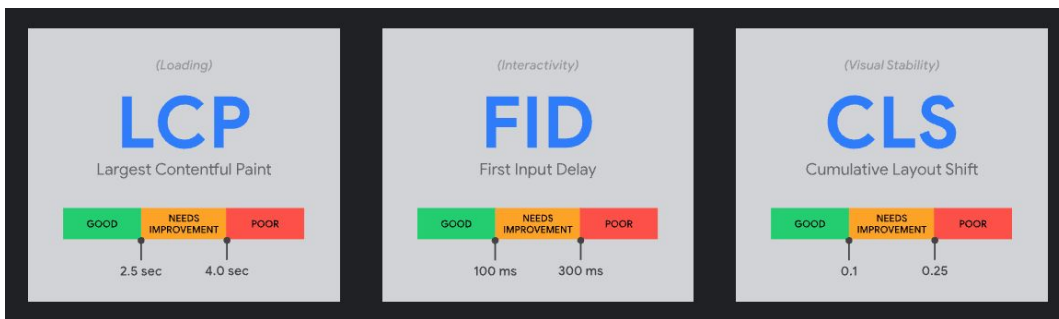 (Loading)
LCP
Largest Contentful Paint
GOOD
NEEDS
IMPROVEMENT
POOR
2.5 sec
4.0 sec
(Interactivity)
FID
First Input Delay
GOOD
NEEDS
IMPROVEMENT
POOR
100 ms
300 ms
(Visual Stability)
CLS
Cumulative Layout Shift
GOOD
NEEDS
IMPROVEMENT
POOR
0.1
0.25